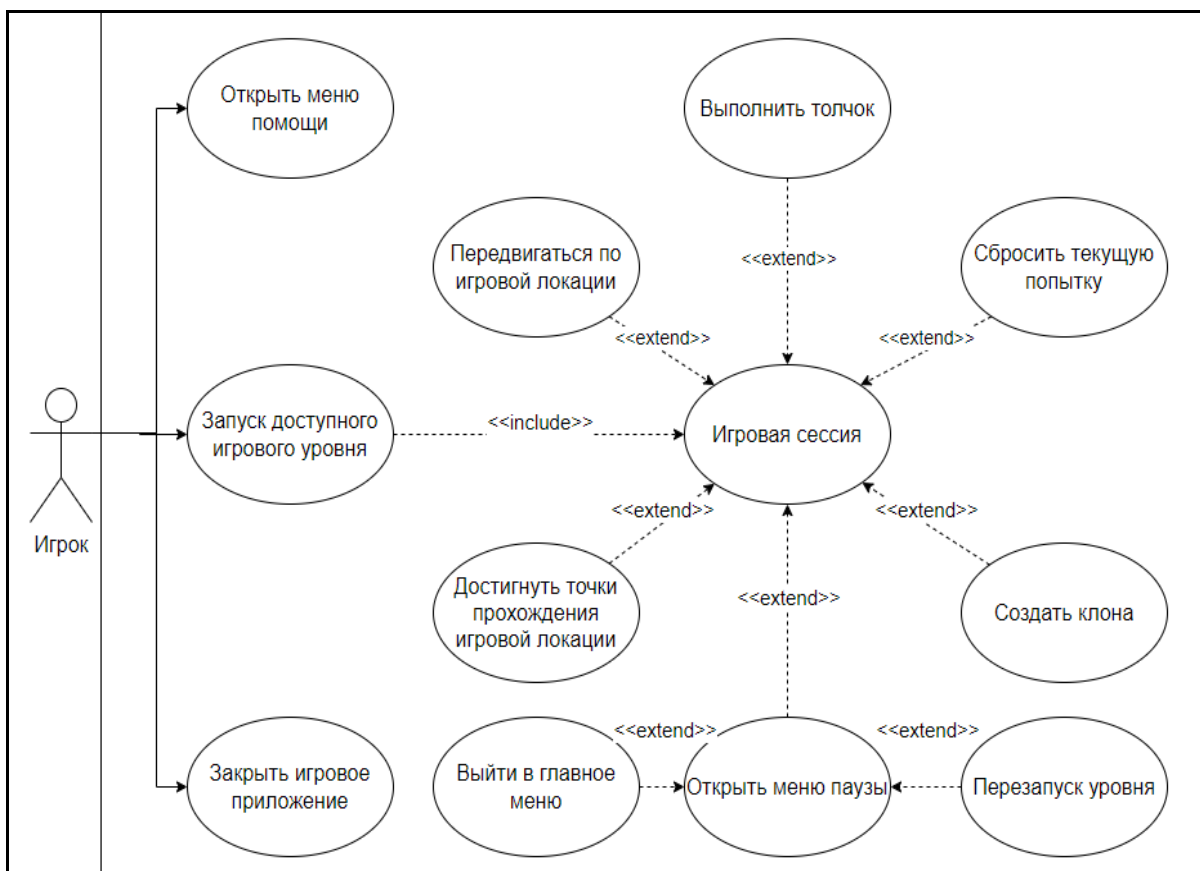 Открыть меню
помощи
Выполнить толчок
Передвигаться по
игровой локации
<<extend>>
Сбросить текущую
попытку
<<extend>>
<<extend>>
Запуск доступного
игрового уровня
<<include>>
Игровая сессия
Игрок
<<extend>>
<<extend>>
Достигнуть точки
прохождения
игровой локации
<<extend>>
Создать клона
<<extend>>
<<extend>>
Закрыть игровое
приложение
Выйти в главное
меню
Открыть меню паузы
Перезапуск уровня